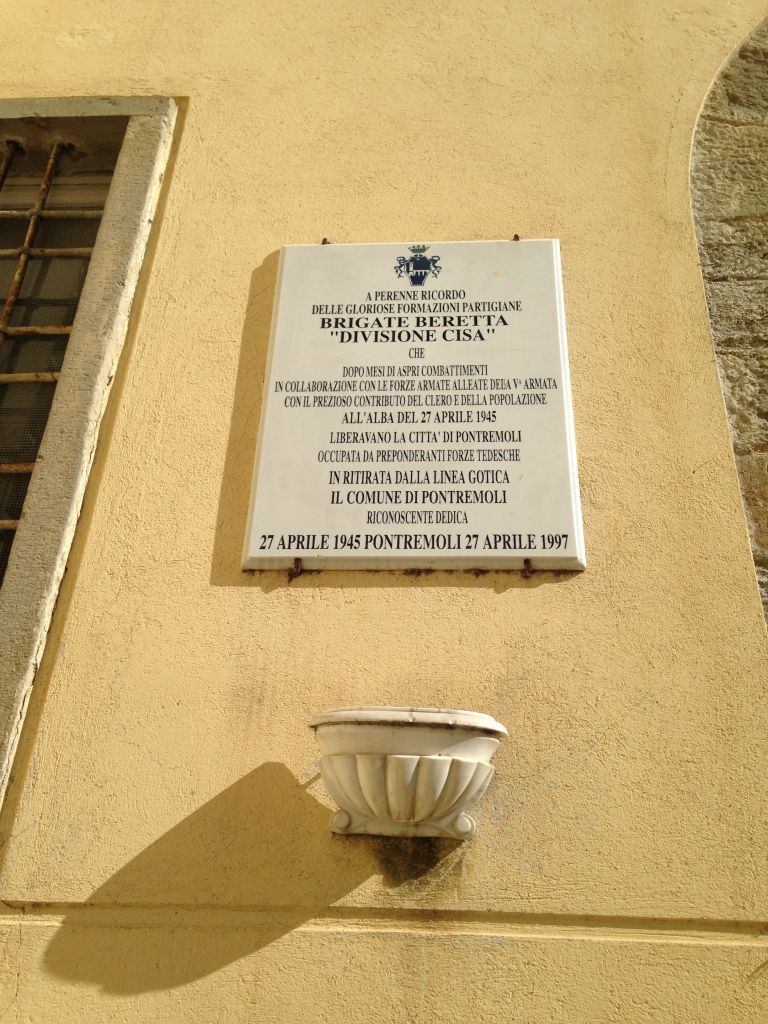 A PERENNE RICORDO
DELLE GLORIOSE FORMAZIONI PARTIGIANE
BRIGATE BERETTA
"DIVISIONE CISA"
CHE
DOPO MESI DI ASPRI COMBATTIMENTI
IN COLLABORAZIONE CON LE FORZE ARMATE ALLEATE DELLA Vª ARMATA
CON IL PREZIOSO CONTRIBUTO DEL CLERO E DELLA POPOLAZIONE
ALL'ALBA DEL 27 APRILE 1945
LIBERAVANO LA CITTA' DI PONTREMOLI
OCCUPATA DA PREPONDERANTI FORZE TEDESCHE
IN RITIRATA DALLA LINEA GOTICA
IL COMUNE DI PONTREMOLI
RICONOSCENTE DEDICA
27 APRILE 1945 PONTREMOLI 27 APRILE 1997